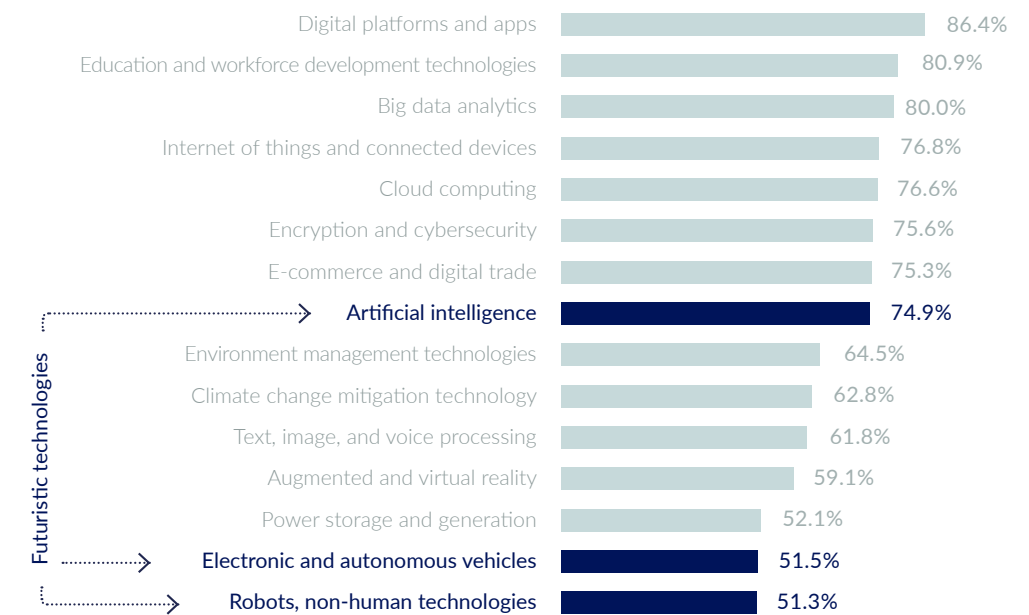 Digital platforms and apps 86.4%
Education and workforce development technologies 80.9%
Big data analytics 80.0%
Internet of things and connected devices 76.8%
Cloud computing 76.6%
Encryption and cybersecurity 75.6%
E-commerce and digital trade 75.3%
Artificial intelligence 74.9%
Environment management technologies 64.5%
Climate change mitigation technology 62.8%
Text, image, and voice processing 61.8%
Augmented and virtual reality 59.1%
Power storage and generation 52.1%
Electronic and autonomous vehicles 51.5%
Robots, non-human technologies 51.3%
Futuristic technologies